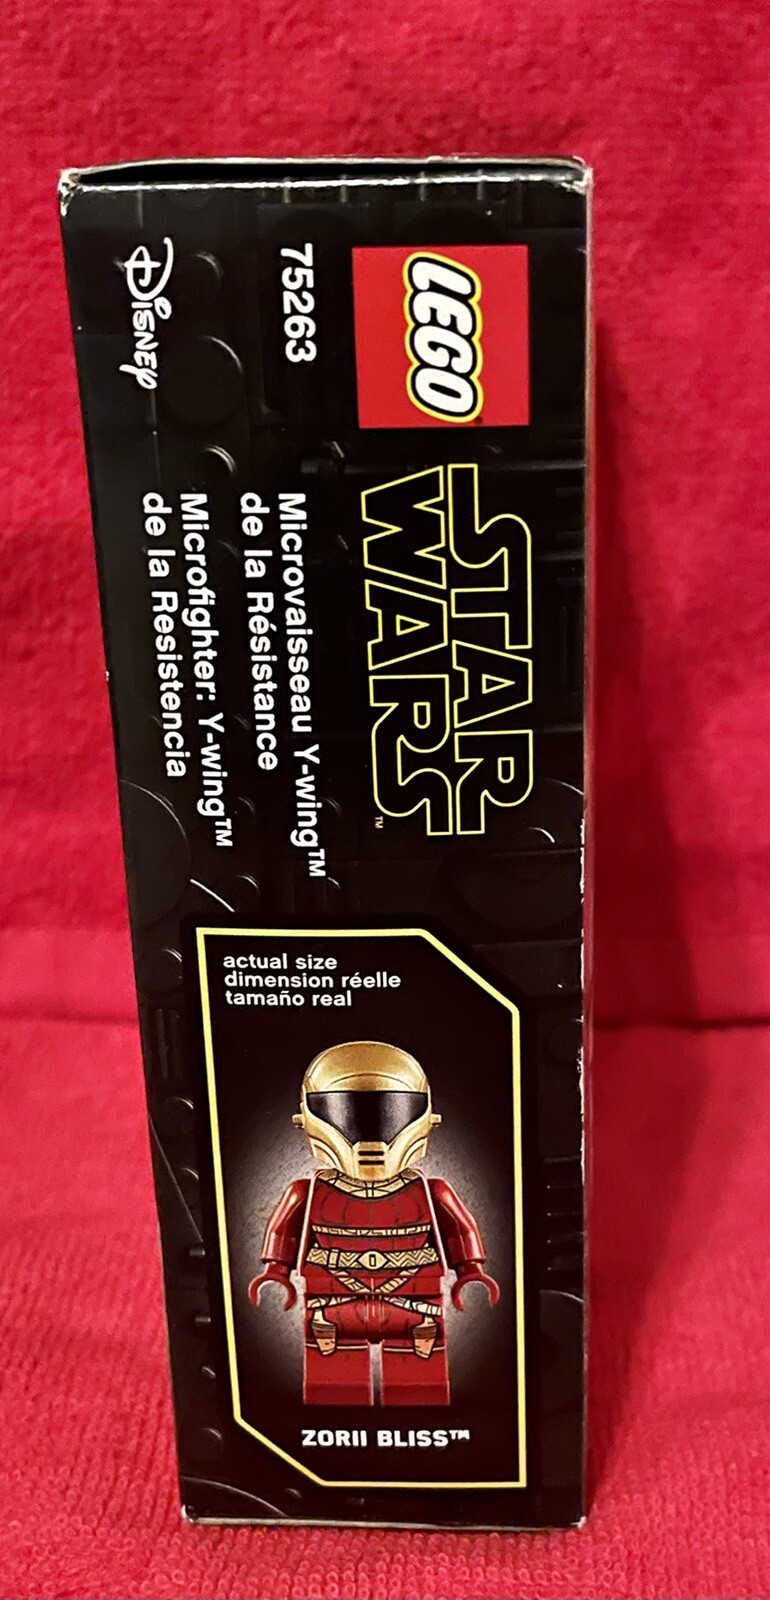 LEGO
STAR
WARS™
75263
Microvaisseau Y-wing™
de la Résistance
Microfighter: Y-wing™
de la Resistencia
Disney
actual size
dimension réelle
tamaño real
ZORII BLISS™